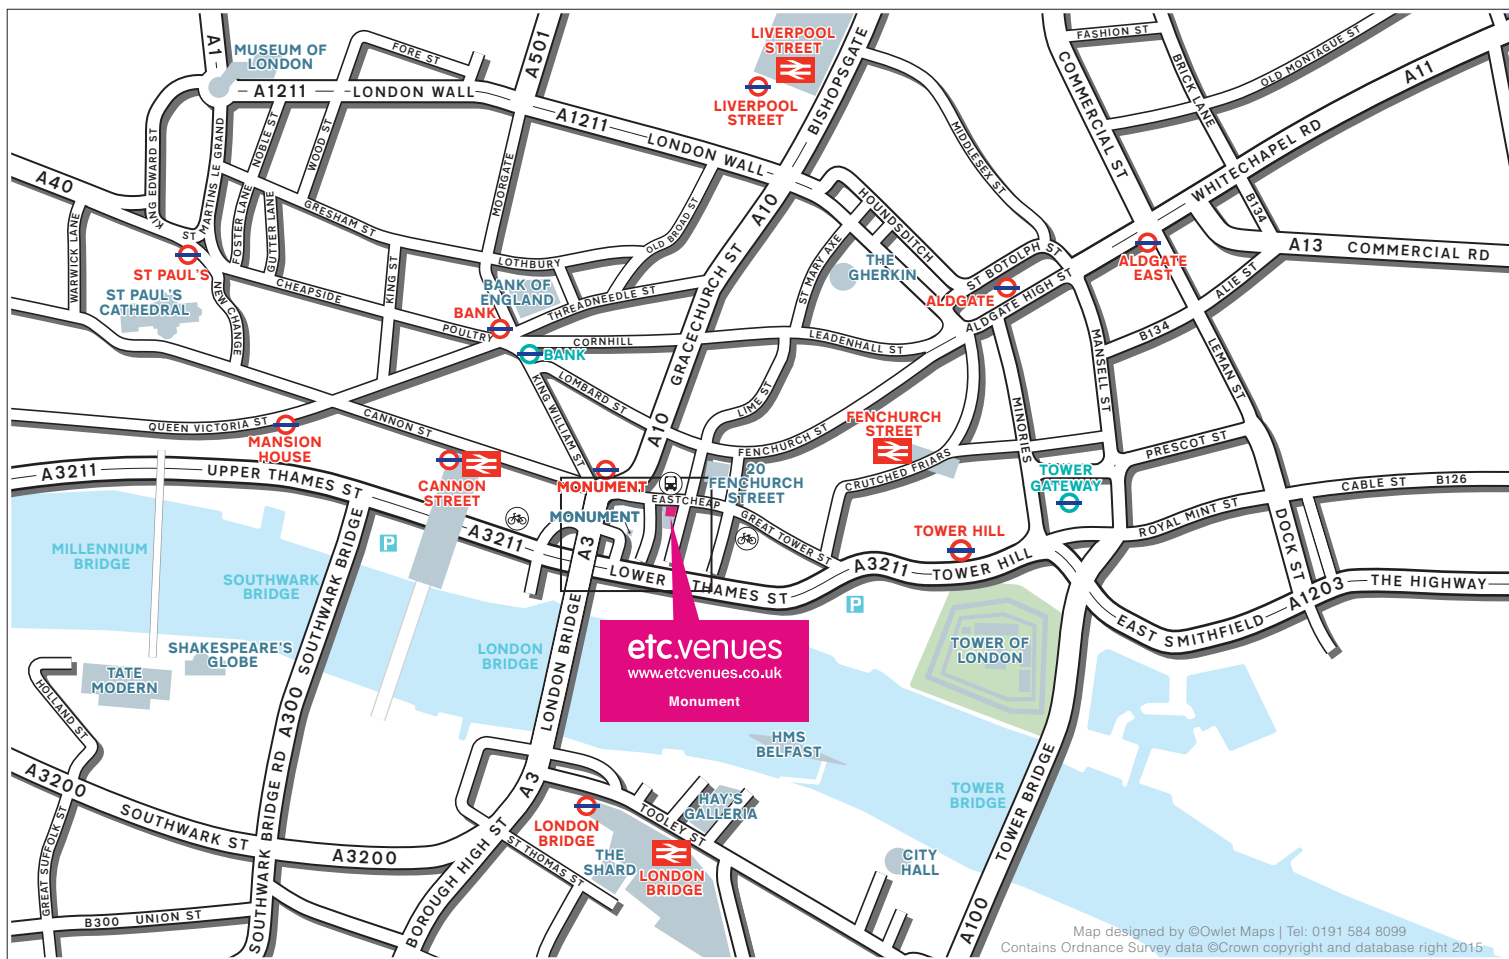 A1
MUSEUM OF
LONDON
FORE ST
A501
LIVERPOOL
STREET
LIVERPOOL
STREET
BISHOPSGATE
FASHION ST
COMMERCIAL ST
BRICK LANE
OLD MONTAGUE ST
A11
A1211
LONDON WALL
A1211
LONDON WALL
KING EDWARD ST
ST MARTINS LE GRAND
NOBLE ST
WOOD ST
MOORGATE
MIDDLESEX ST
WHITECHAPEL RD
A40
WARWICK LANE
FOSTER LANE
GUTTER LANE
GRESHAM ST
OLD BROAD ST
A10
HOUNDSDITCH
B134
A13
COMMERCIAL RD
ST PAUL'S
ST PAUL'S
CATHEDRAL
NEW CHANGE
CHEAPSIDE
KING ST
LOTHBURY
BANK OF
ENGLAND
THREADNEEDLE ST
GRACECHURCH ST
ST MARY AXE
THE
GHERKIN
ST BOTOLPH ST
ALDGATE
ALDGATE HIGH ST
ALDGATE
EAST
ALIE ST
B134
BANK
POULTRY
BANK
CORNHILL
LEADENHALL ST
MANSELL ST
LEMAN ST
LOMBARD ST
KING WILLIAM ST
LIME ST
A10
FENCHURCH ST
FENCHURCH
STREET
MINORIES
QUEEN VICTORIA ST
MANSION
HOUSE
CANNON ST
CANNON
STREET
MONUMENT
MONUMENT
EASTCHEAP
20
FENCHURCH
STREET
CRUTCHED FRIARS
PRESCOT ST
TOWER
GATEWAY
CABLE ST
B126
A3211
UPPER THAMES ST
A3211
A3
GREAT TOWER ST
TOWER HILL
ROYAL MINT ST
DOCK ST
MILLENNIUM
BRIDGE
SOUTHWARK
BRIDGE
SOUTHWARK BRIDGE
P
LOWER THAMES ST
A3211
TOWER HILL
P
A1203
THE HIGHWAY
EAST SMITHFIELD
SHAKESPEARE'S
GLOBE
TATE
MODERN
HOLLAND ST
A300
LONDON
BRIDGE
LONDON BRIDGE
etc.venues
www.etcvenues.co.uk
Monument
TOWER OF
LONDON
HMS
BELFAST
TOWER
BRIDGE
TOWER BRIDGE
A3200
SOUTHWARK ST
A3200
SOUTHWARK BRIDGE RD
SOUTHWARK BRIDGE
GREAT SUFFOLK ST
B300
UNION ST
BOROUGH HIGH ST
A3
LONDON
BRIDGE
ST THOMAS ST
THE
SHARD
TOOLEY ST
HAY'S
GALLERIA
LONDON
BRIDGE
CITY
HALL
A100
Map designed by ©Owlet Maps | Tel: 0191 584 8099
Contains Ordnance Survey data ©Crown copyright and database right 2015